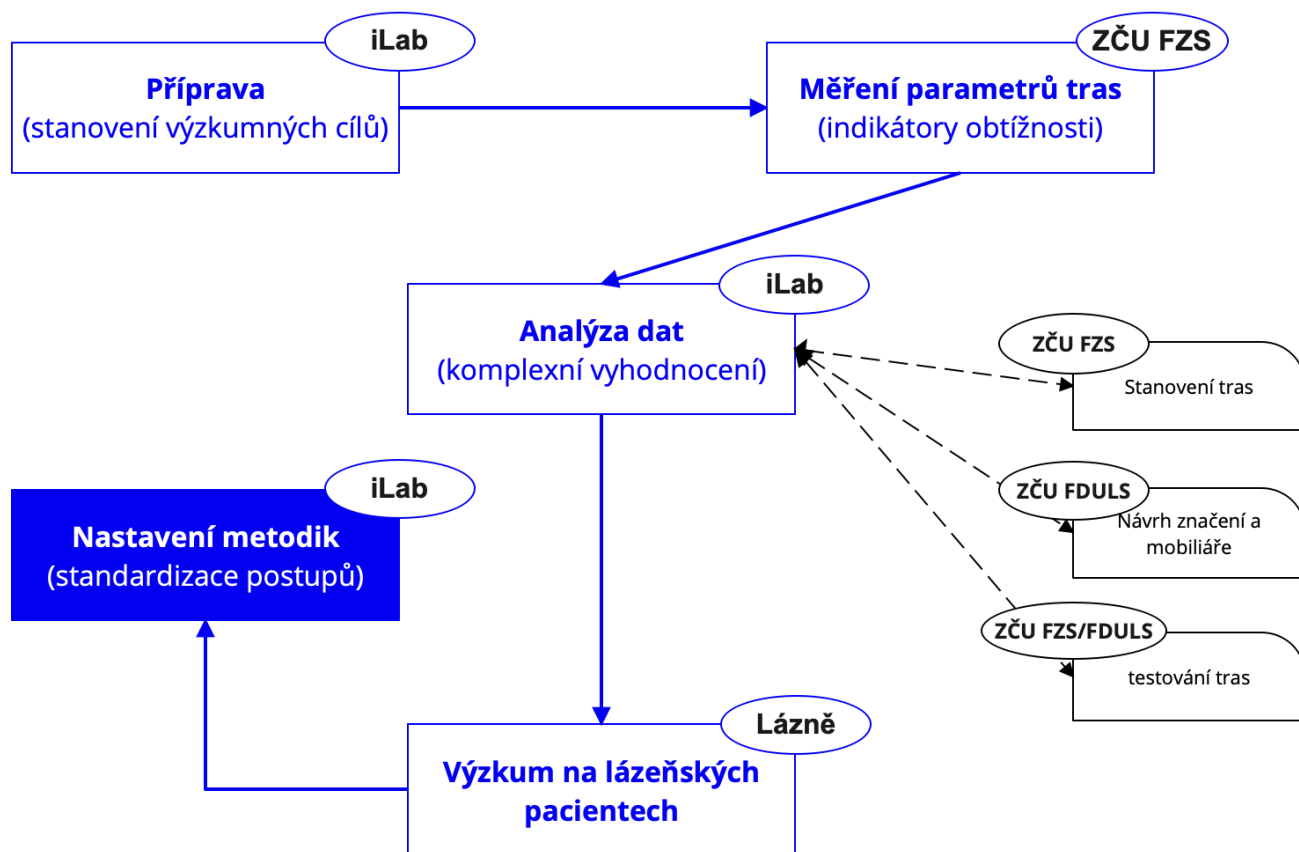 iLab
Příprava
(stanovení výzkumných cílů)
ZČU FZS
Měření parametrů tras
(indikátory obtížnosti)
iLab
Analýza dat
(komplexní vyhodnocení)
ZČU FZS
Stanovení tras
ZČU FDULS
Návrh značení a
mobiliáře
ZČU FZS/FDULS
testování tras
iLab
Nastavení metodik
(standardizace postupů)
Lázně
Výzkum na lázeňských
pacientech